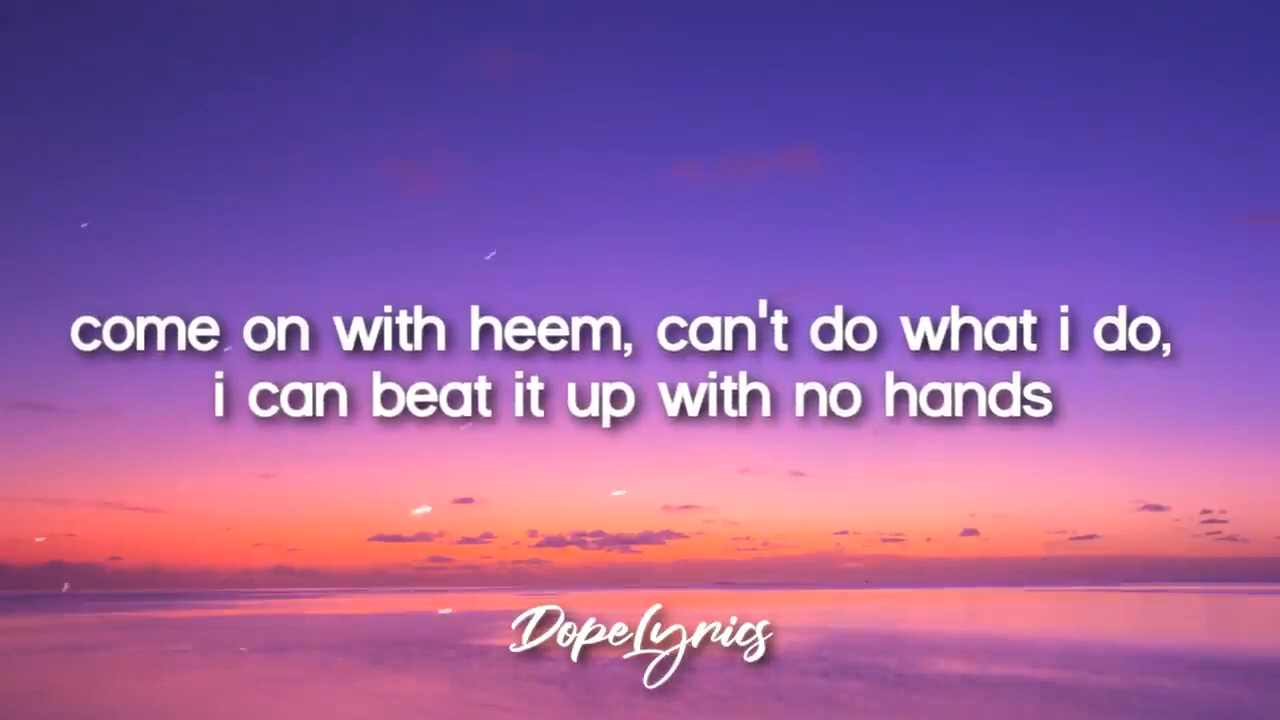 come on with heem, can't do what i do,
i can beat it up with no hands
DopeLyrics